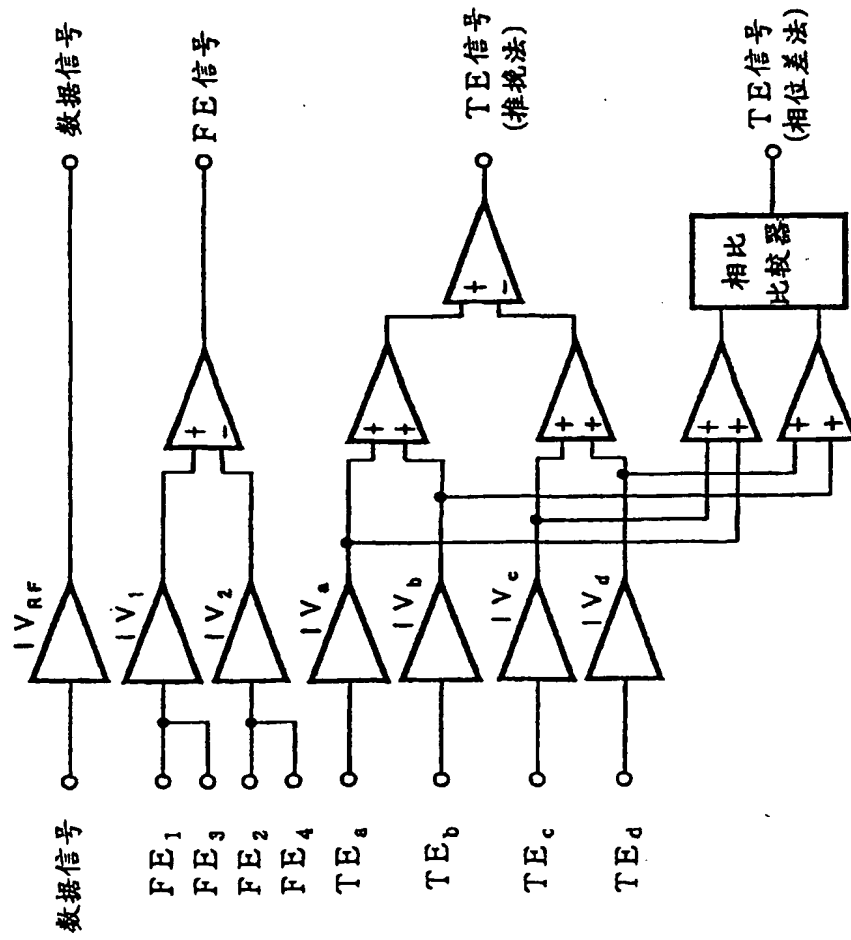 数据信号
FE信号
TE信号
(推挽法)
TE信号
(相位差法)
相比
比较器
+
-
+
-
+
+
+
+
+
+
+
+
IV_RF
IV_1
IV_2
IV_a
IV_b
IV_c
IV_d
数据信号
FE_1
FE_3
FE_2
FE_4
TE_a
TE_b
TE_c
TE_d